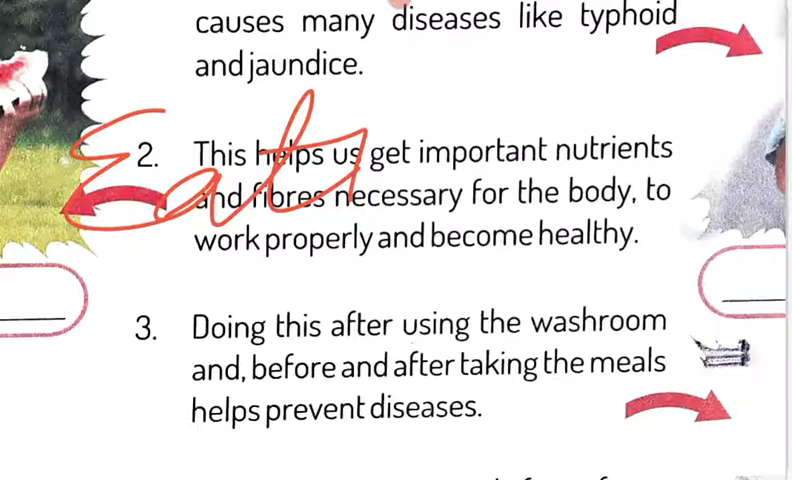 causes many diseases like typhoid
and jaundice.
2. This helps us get important nutrients
and fibres necessary for the body, to
work properly and become healthy.
Eats
3. Doing this after using the washroom
and, before and after taking the meals
helps prevent diseases.